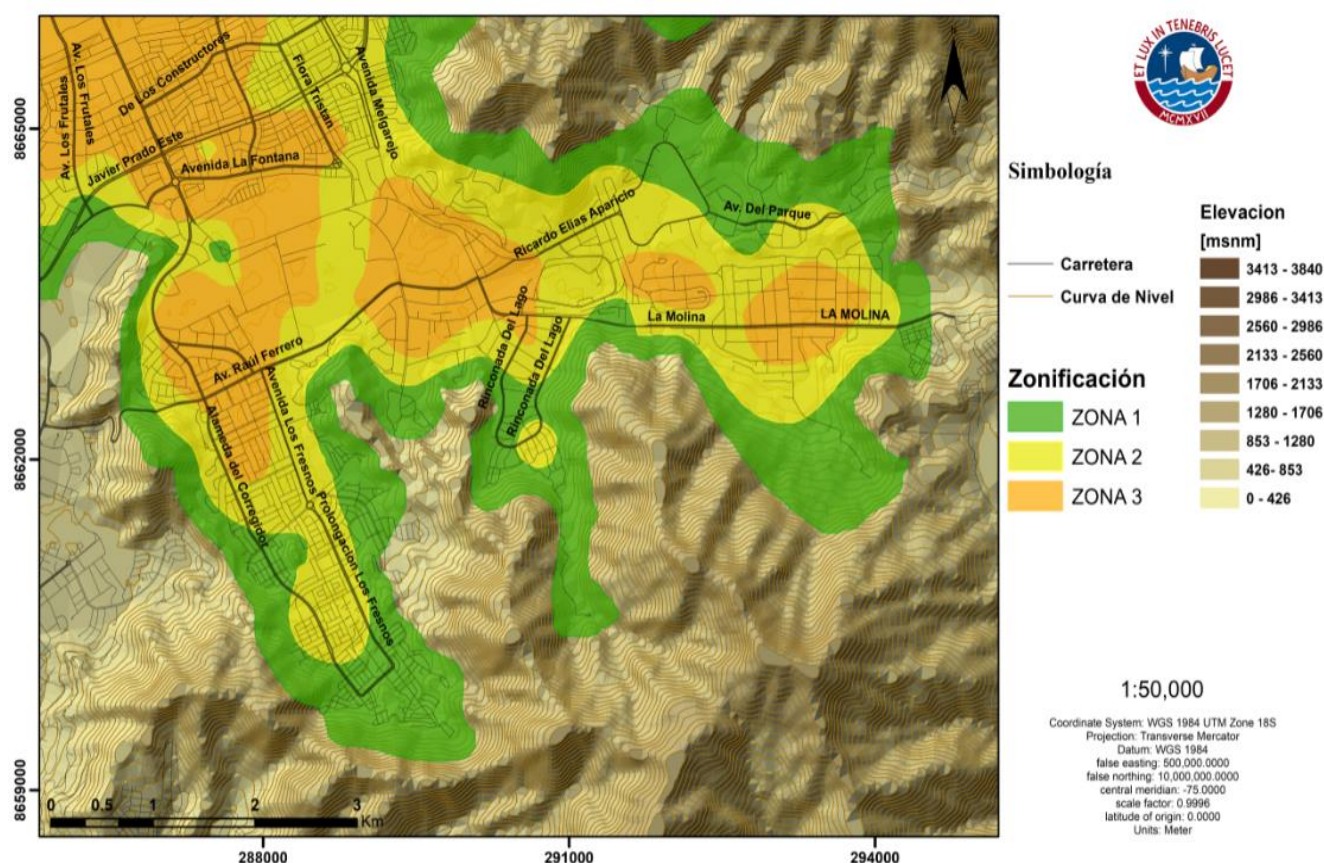 ET LUX IN TENEBRIS LUCET
MCMXVII
Simbología
Carretera
Curva de Nivel
Zonificación
ZONA 1
ZONA 2
ZONA 3
Elevacion
[msnm]
3413 - 3840
2986 - 3413
2560 - 2986
2133 - 2560
1706 - 2133
1280 - 1706
853 - 1280
426- 853
0 - 426
1:50,000
Coordinate System: WGS 1984 UTM Zone 18S
Projection: Transverse Mercator
Datum: WGS 1984
false easting: 500,000.0000
false northing: 10,000,000.0000
central meridian: -75.0000
scale factor: 0.9996
latitude of origin: 0.0000
Units: Meter
8665000
8662000
8659000
288000
291000
294000
0 0.5 1 2 3
Km
Av. Los Frutales
Av. Los Frutales
De Los Constructores
Flora Tristan
Avenida Melgarejo
Javier Prado Este
Avenida La Fontana
Ricardo Elias Aparicio
Av. Del Parque
La Molina
LA MOLINA
Rinconada Del Lago
Rinconada Del Lago
Av. Raúl Ferrero
Avenida Los Fresnos
Alameda del Corregidor
Prolongacion Los Fresnos